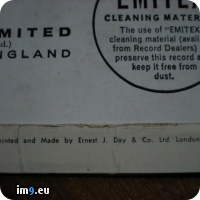 EMITEX
CLEANING MATER
The use of "EMITEX
cleaning material (avail
from Record Dealers)
preserve this record a
keep it free from
dust.
MITED
d.)
NGLAND
rinted and Made by Ernest J. Day & Co. Ltd. London
im9.eu